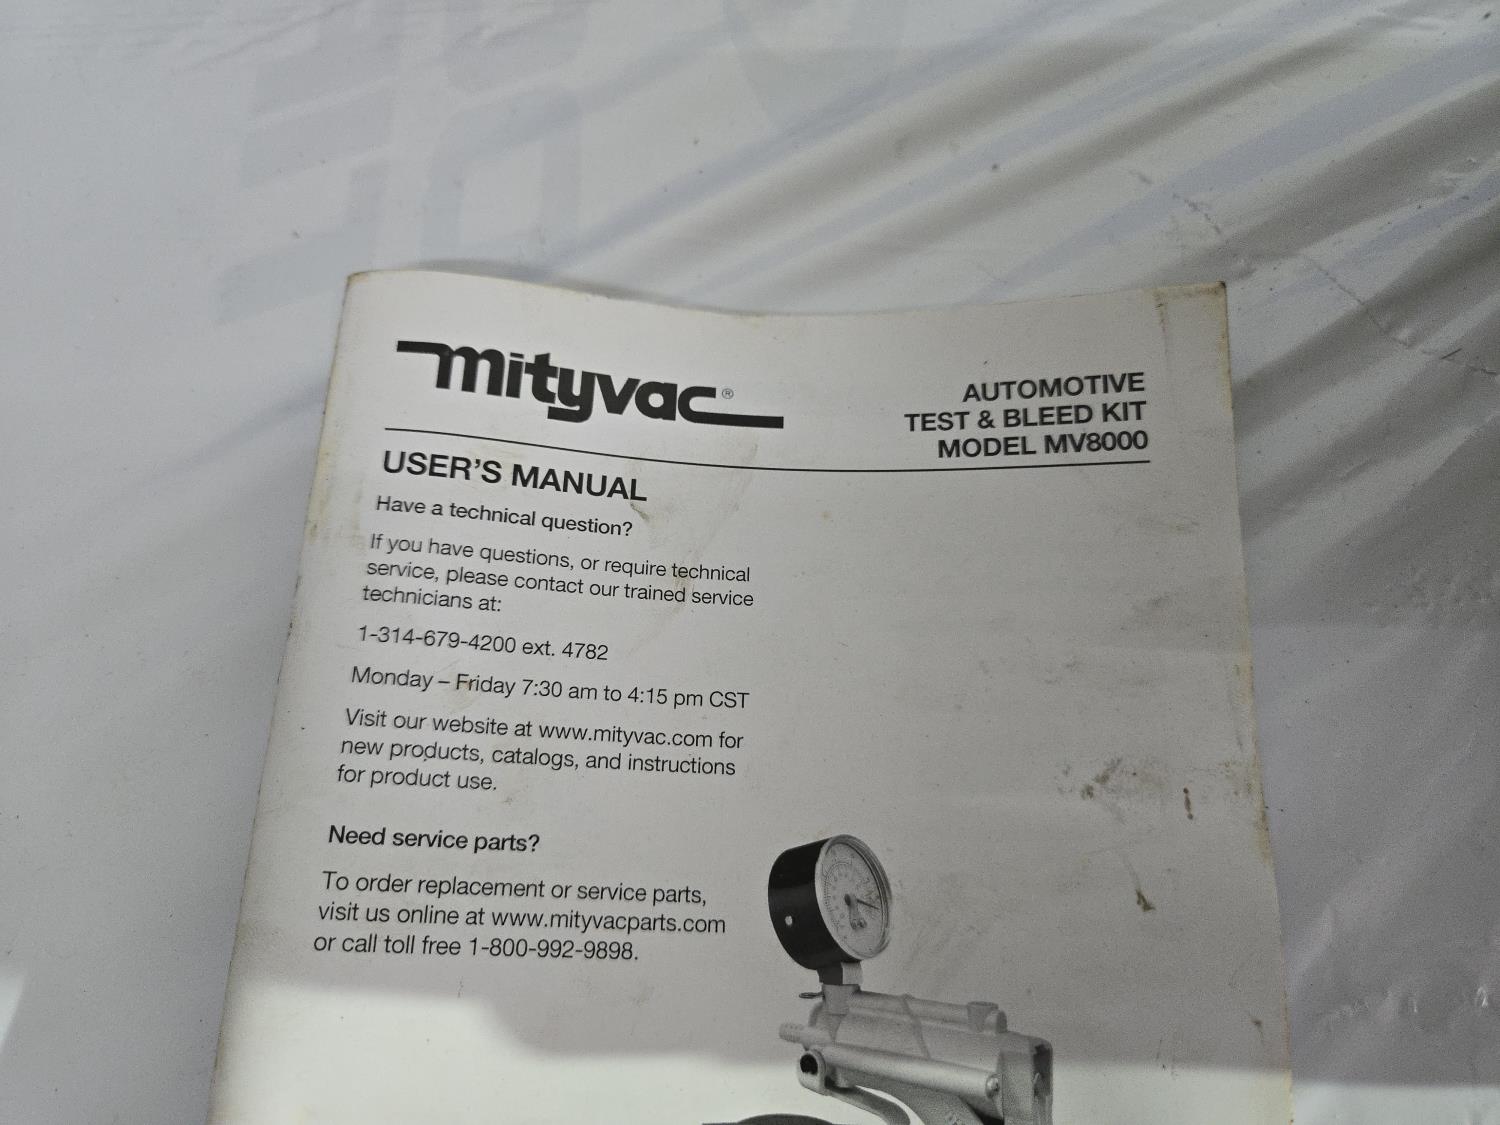 mityvac®
AUTOMOTIVE
TEST & BLEED KIT
MODEL MV8000
USER'S MANUAL
Have a technical question?
If you have questions, or require technical
service, please contact our trained service
technicians at:
1-314-679-4200 ext. 4782
Monday – Friday 7:30 am to 4:15 pm CST
Visit our website at www.mityvac.com for
new products, catalogs, and instructions
for product use.
Need service parts?
To order replacement or service parts,
visit us online at www.mityvacparts.com
or call toll free 1-800-992-9898.